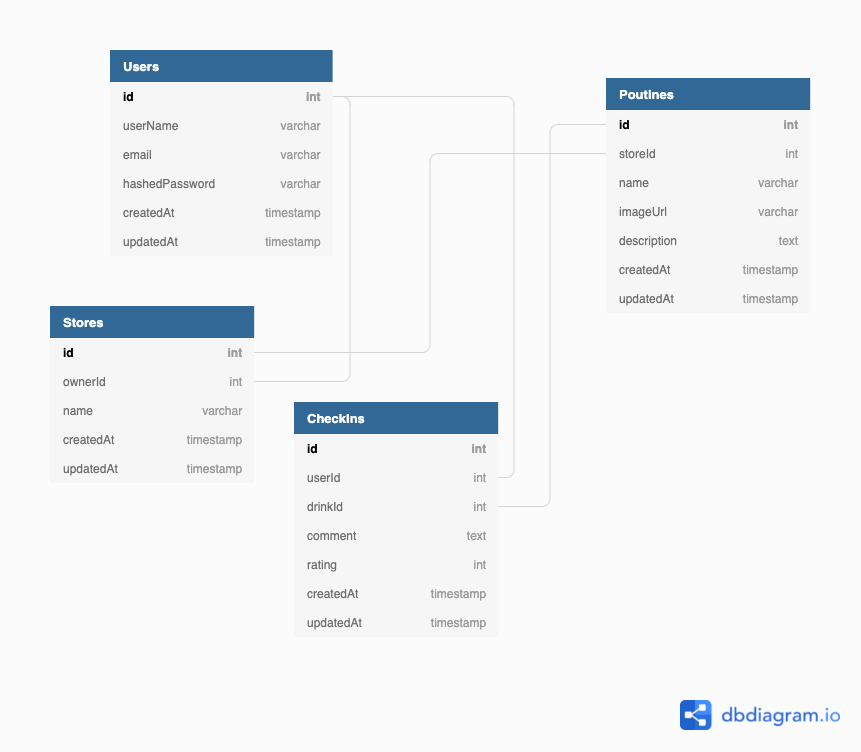 Users
id int
userName varchar
email varchar
hashedPassword varchar
createdAt timestamp
updatedAt timestamp
Poutines
id int
storeId int
name varchar
imageUrl varchar
description text
createdAt timestamp
updatedAt timestamp
Stores
id int
ownerId int
name varchar
createdAt timestamp
updatedAt timestamp
CheckIns
id int
userId int
drinkId int
comment text
rating int
createdAt timestamp
updatedAt timestamp
dbdiagram.io